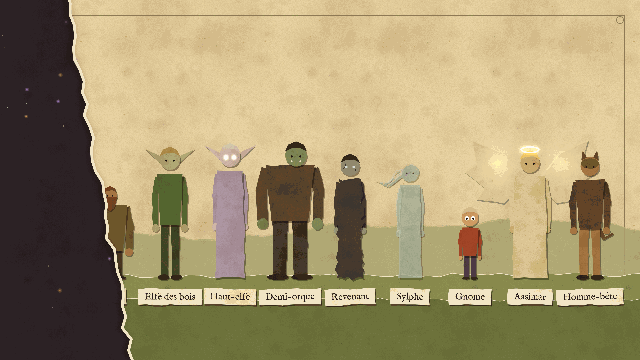 Elfe des bois
Haut-elfe
Demi-orque
Revenant
Sylphe
Gnome
Aasimar
Homme-bête